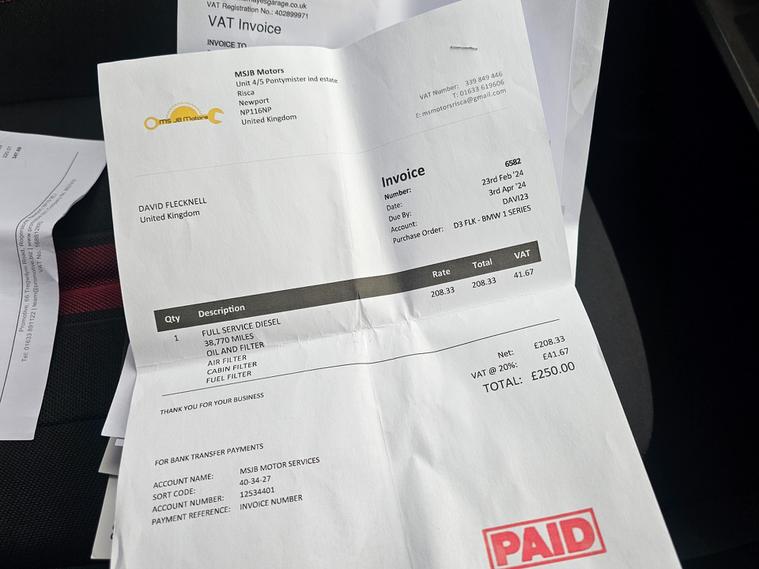 VAT Registration No.: 402899971
VAT Invoice
INVOICE TO
MSJB Motors
Unit 4/5 Pontymister ind estate
Risca
Newport
NP116NP
United Kingdom
MS JB Motors
VAT Number: 339 849 446
T: 01633 619606
E: msmotorsrisca@gmail.com
DAVID FLECKNELL
United Kingdom
Invoice
Number: 6582
Date: 23rd Feb '24
Due By: 3rd Apr '24
Account: DAVI23
Purchase Order: D3 FLK - BMW 1 SERIES
Qty Description Rate Total VAT
1 FULL SERVICE DIESEL 208.33 208.33 41.67
38,770 MILES
OIL AND FILTER
AIR FILTER
CABIN FILTER
FUEL FILTER
Net: £208.33
VAT @ 20%: £41.67
TOTAL: £250.00
THANK YOU FOR YOUR BUSINESS
FOR BANK TRANSFER PAYMENTS
ACCOUNT NAME: MSJB MOTOR SERVICES
SORT CODE: 40-34-27
ACCOUNT NUMBER: 12534401
PAYMENT REFERENCE: INVOICE NUMBER
PAID